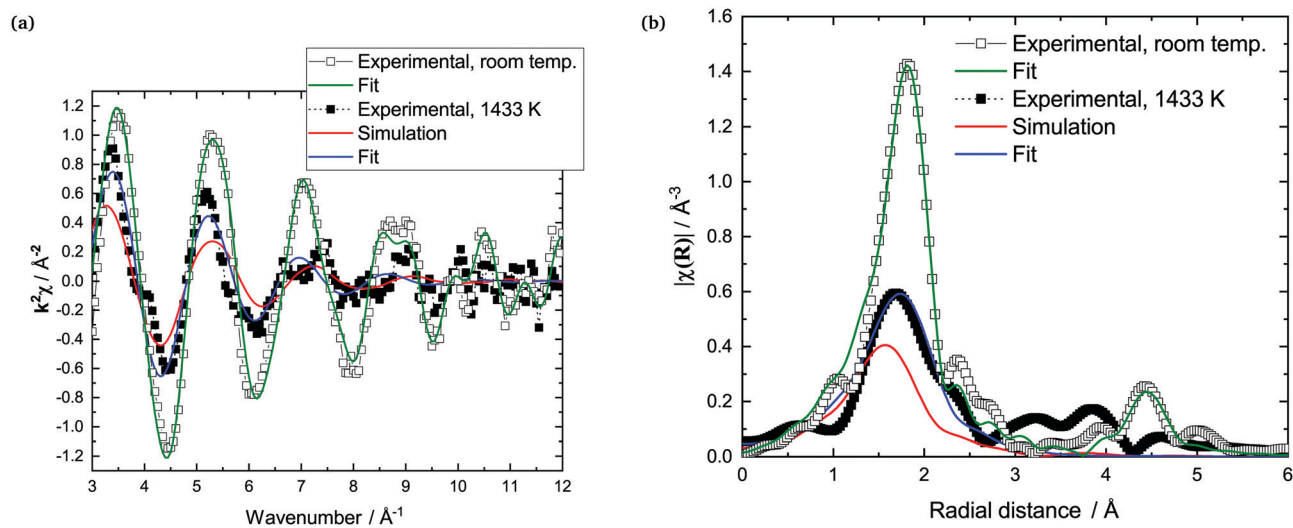 (a)
Experimental, room temp.
Fit
Experimental, 1433 K
Simulation
Fit
k²χ / Å⁻²
1.2
1.0
0.8
0.6
0.4
0.2
0.0
-0.2
-0.4
-0.6
-0.8
-1.0
-1.2
3 4 5 6 7 8 9 10 11 12
Wavenumber / Å⁻¹
(b)
Experimental, room temp.
Fit
Experimental, 1433 K
Simulation
Fit
|χ(R)| / Å⁻³
1.6
1.4
1.2
1.0
0.8
0.6
0.4
0.2
0.0
0 1 2 3 4 5 6
Radial distance / Å